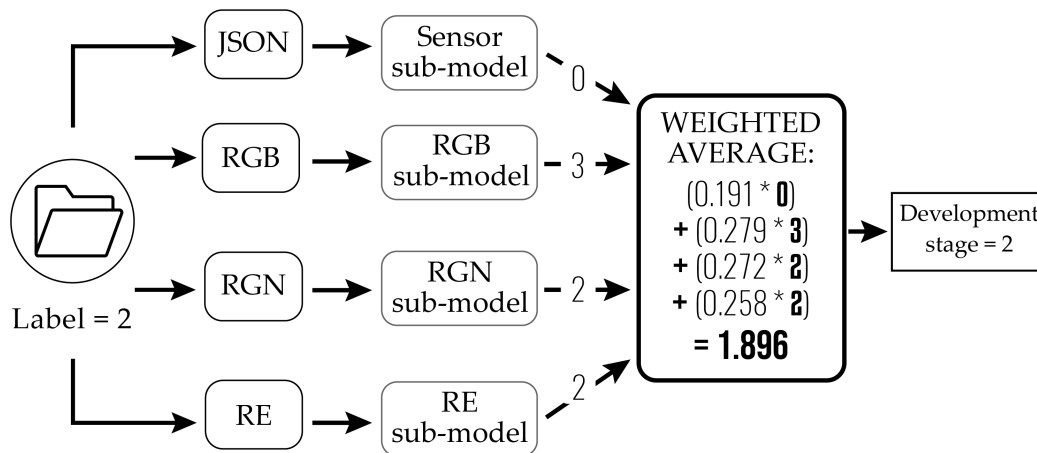 JSON
Sensor
sub-model
0
RGB
RGB
sub-model
3
RGN
RGN
sub-model
2
RE
RE
sub-model
2
Label = 2
WEIGHTED
AVERAGE:
(0.191 * 0)
+ (0.279 * 3)
+ (0.272 * 2)
+ (0.258 * 2)
= 1.896
Development
stage = 2